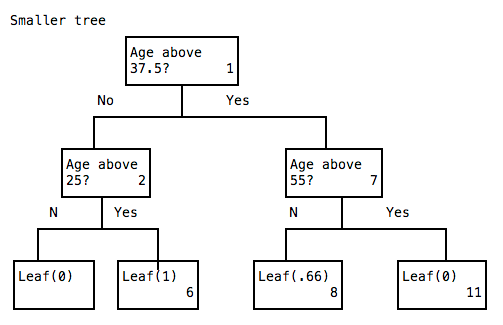 Smaller tree
Age above
37.5? 1
No Yes
Age above
25? 2
Age above
55? 7
N Yes
N Yes
Leaf(0)
Leaf(1)
6
Leaf(.66)
8
Leaf(0)
11